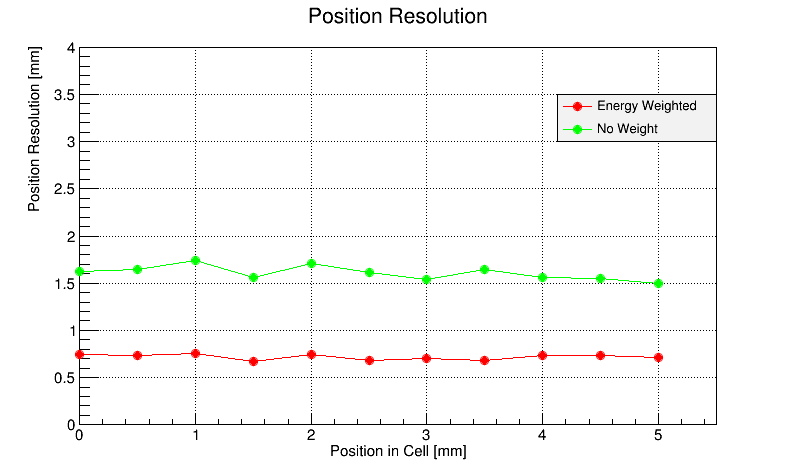 Position Resolution
Position Resolution [mm]
4
3.5
3
2.5
2
1.5
1
0.5
0
Energy Weighted
No Weight
0 1 2 3 4 5
Position in Cell [mm]